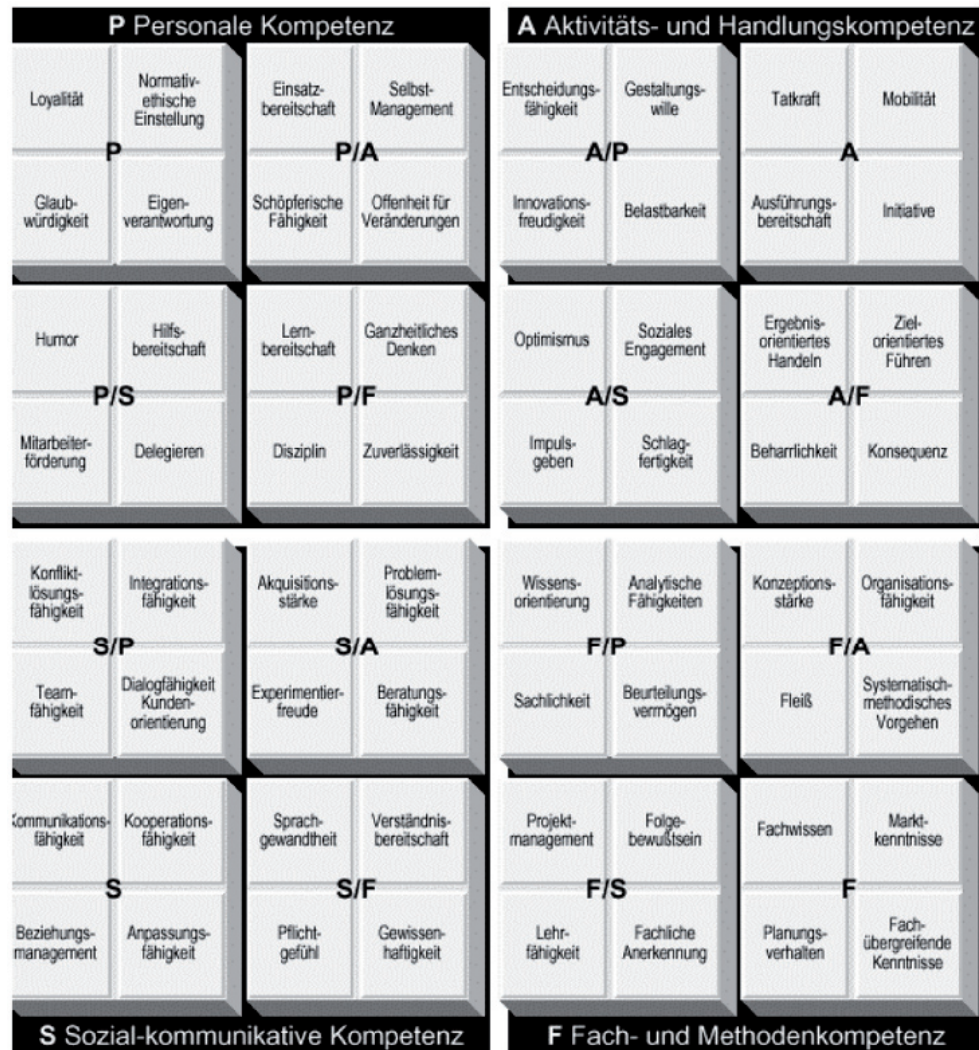 P Personale Kompetenz
Loyalität
Normativ-
ethische
Einstellung
P
Glaub-
würdigkeit
Eigen-
verantwortung
Einsatz-
bereitschaft
Selbst-
Management
P/A
Schöpferische
Fähigkeit
Offenheit für
Veränderungen
Humor
Hilfs-
bereitschaft
P/S
Mitarbeiter-
förderung
Delegieren
Lern-
bereitschaft
Ganzheitliches
Denken
P/F
Disziplin
Zuverlässigkeit
A Aktivitäts- und Handlungskompetenz
Entscheidungs-
fähigkeit
Gestaltungs-
wille
A/P
Innovations-
freudigkeit
Belastbarkeit
Tatkraft
Mobilität
A
Ausführungs-
bereitschaft
Initiative
Optimismus
Soziales
Engagement
A/S
Impuls-
geben
Schlag-
fertigkeit
Ergebnis-
orientiertes
Handeln
Ziel-
orientiertes
Führen
A/F
Beharrlichkeit
Konsequenz
Konflikt-
lösungs-
fähigkeit
Integrations-
fähigkeit
S/P
Team-
fähigkeit
Dialogfähigkeit
Kunden-
orientierung
Akquisitions-
stärke
Problem-
lösungs-
fähigkeit
S/A
Experimentier-
freude
Beratungs-
fähigkeit
Kommunikations-
fähigkeit
Kooperations-
fähigkeit
S
Beziehungs-
management
Anpassungs-
fähigkeit
Sprach-
gewandtheit
Verständnis-
bereitschaft
S/F
Pflicht-
gefühl
Gewissen-
haftigkeit
S Sozial-kommunikative Kompetenz
Wissens-
orientierung
Analytische
Fähigkeiten
F/P
Sachlichkeit
Beurteilungs-
vermögen
Konzeptions-
stärke
Organisations-
fähigkeit
F/A
Fleiß
Systematisch-
methodisches
Vorgehen
Projekt-
management
Folge-
bewußtsein
F/S
Lehr-
fähigkeit
Fachliche
Anerkennung
Fachwissen
Markt-
kenntnisse
F
Planungs-
verhalten
Fach-
übergreifende
Kenntnisse
F Fach- und Methodenkompetenz